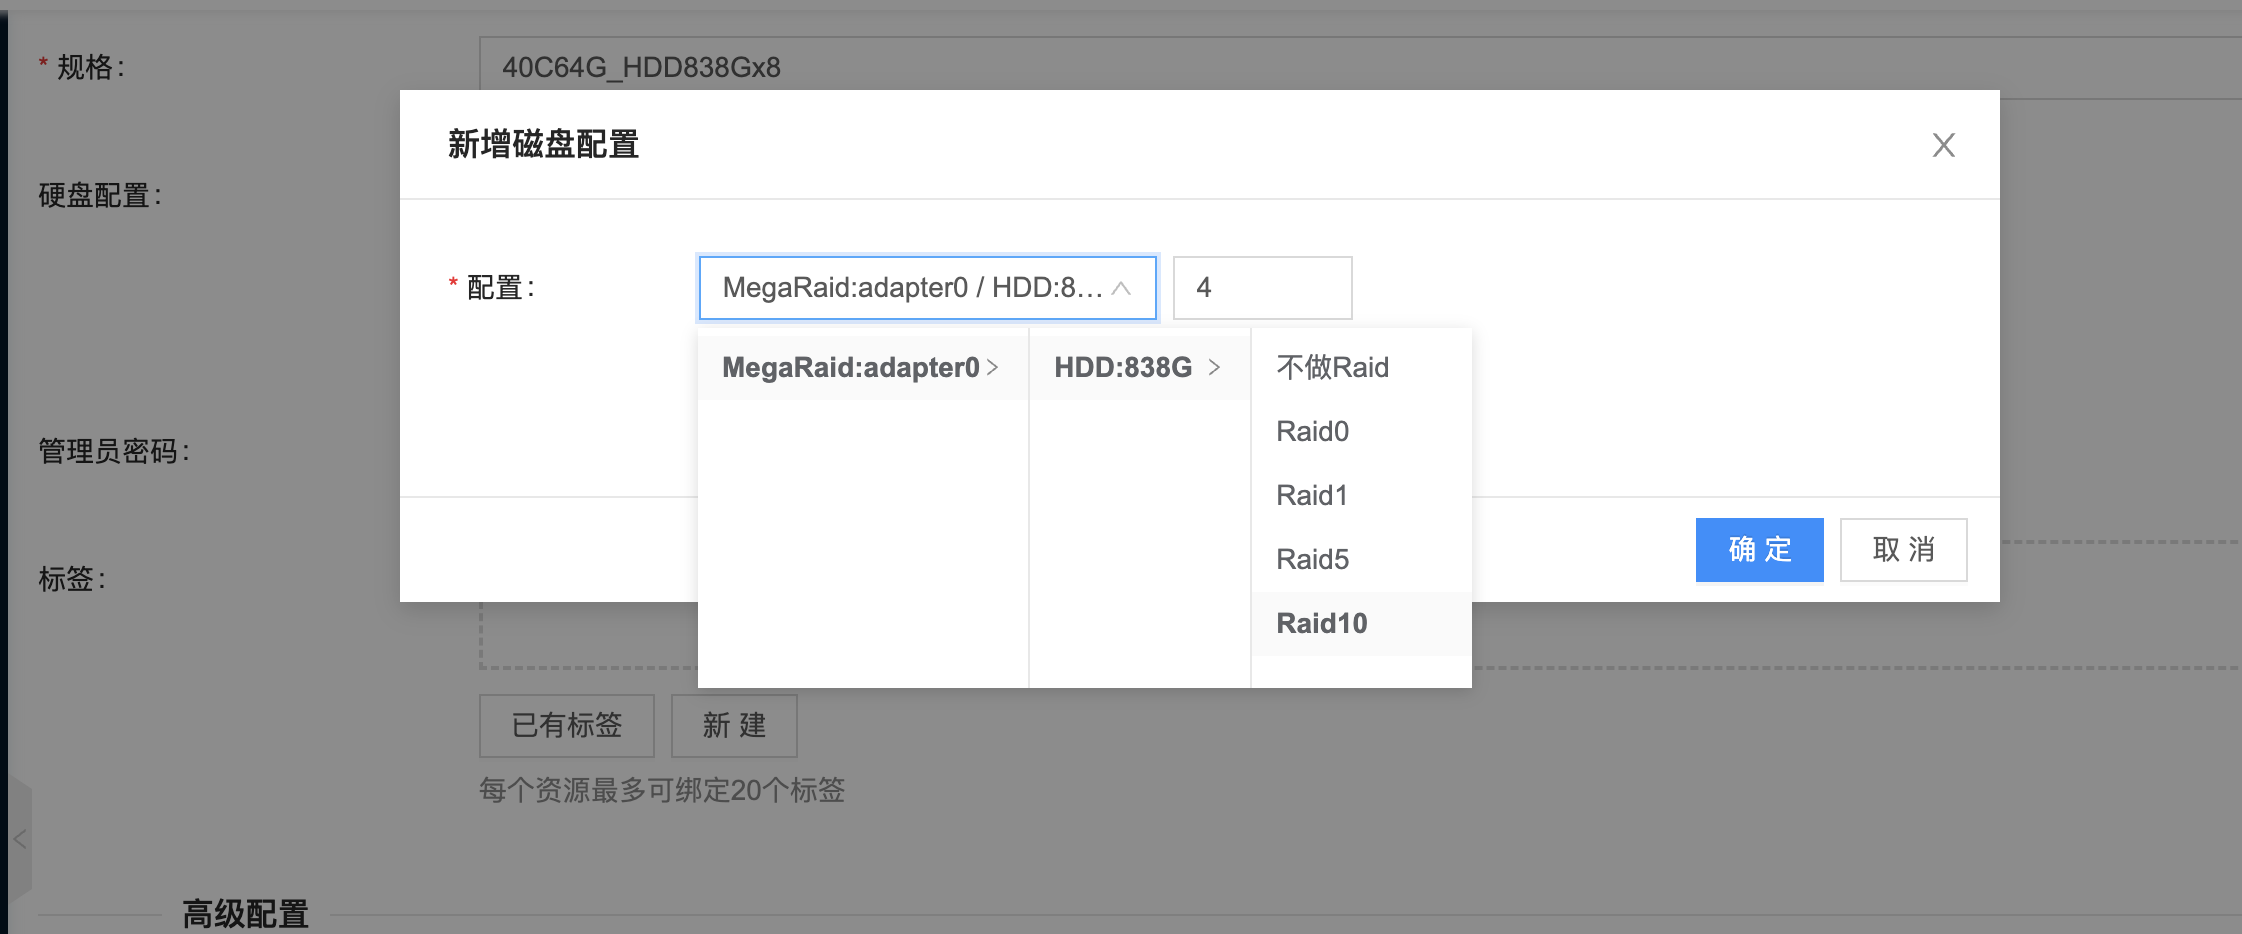 * 规格:
40C64G_HDD838Gx8
新增磁盘配置
硬盘配置:
* 配置:
MegaRaid:adapter0 / HDD:8...
4
MegaRaid:adapter0
HDD:838G
不做Raid
Raid0
Raid1
Raid5
Raid10
管理员密码:
确 定
取 消
标签:
已有标签
新 建
每个资源最多可绑定20个标签
高级配置